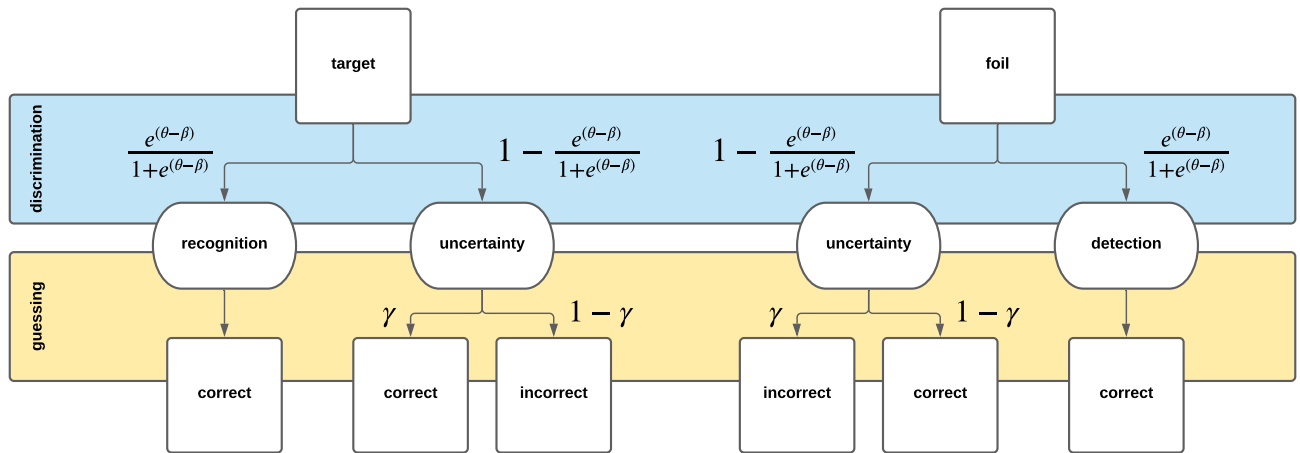 target
foil
discrimination
e^(θ−β) / 1+e^(θ−β)
1 − e^(θ−β) / 1+e^(θ−β)
1 − e^(θ−β) / 1+e^(θ−β)
e^(θ−β) / 1+e^(θ−β)
recognition
uncertainty
uncertainty
detection
guessing
γ
1 − γ
γ
1 − γ
correct
correct
incorrect
incorrect
correct
correct